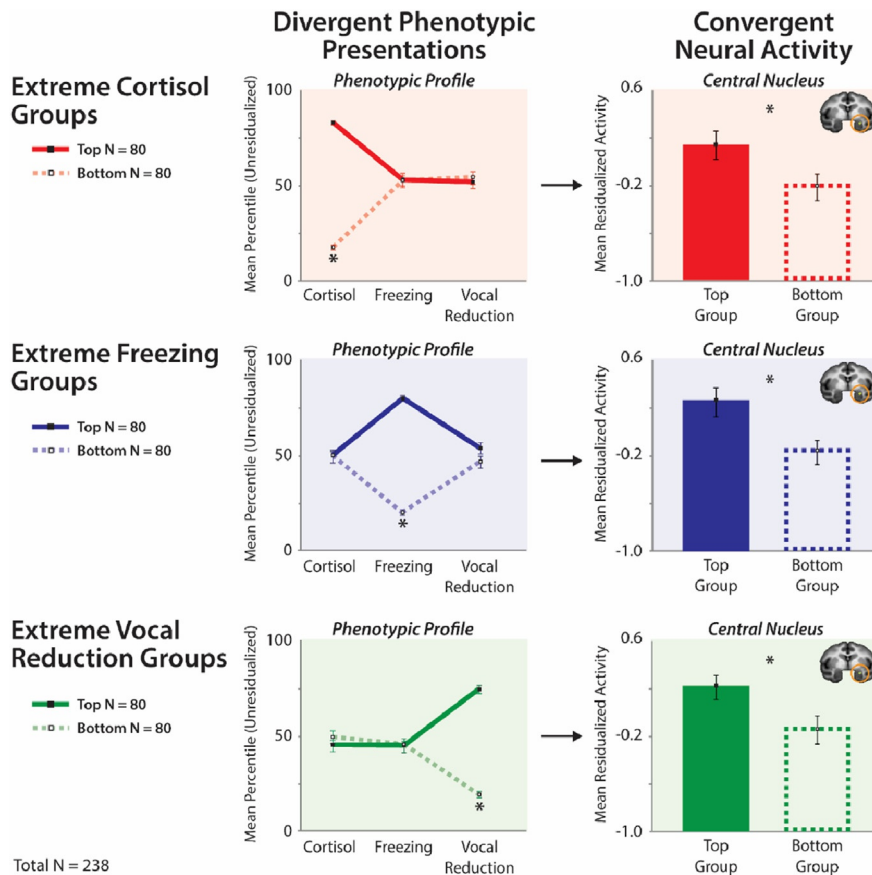 Divergent Phenotypic
Presentations
Convergent
Neural Activity
Extreme Cortisol
Groups
Top N = 80
Bottom N = 80
Phenotypic Profile
Mean Percentile (Unresidualized)
100
50
0
Cortisol Freezing Vocal
Reduction
*
Central Nucleus
Mean Residualized Activity
0.6
-0.2
-1.0
*
Top
Group
Bottom
Group
Extreme Freezing
Groups
Top N = 80
Bottom N = 80
Phenotypic Profile
Mean Percentile (Unresidualized)
100
50
0
Cortisol Freezing Vocal
Reduction
*
Central Nucleus
Mean Residualized Activity
0.6
-0.2
-1.0
*
Top
Group
Bottom
Group
Extreme Vocal
Reduction Groups
Top N = 80
Bottom N = 80
Phenotypic Profile
Mean Percentile (Unresidualized)
100
50
0
Cortisol Freezing Vocal
Reduction
*
Central Nucleus
Mean Residualized Activity
0.6
-0.2
-1.0
*
Top
Group
Bottom
Group
Total N = 238